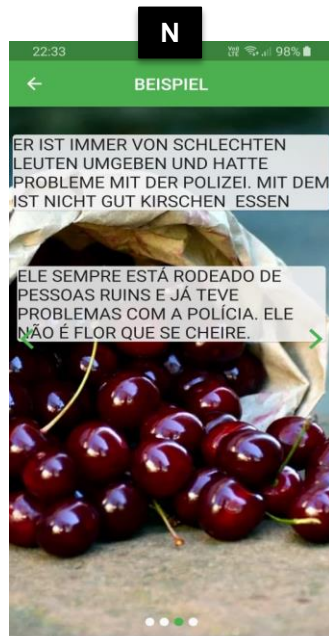 N
22:33
98%
BEISPIEL
ER IST IMMER VON SCHLECHTEN
LEUTEN UMGEBEN UND HATTE
PROBLEME MIT DER POLIZEI. MIT DEM
IST NICHT GUT KIRSCHEN ESSEN
ELE SEMPRE ESTÁ RODEADO DE
PESSOAS RUINS E JÁ TEVE
PROBLEMAS COM A POLÍCIA. ELE
NÃO É FLOR QUE SE CHEIRE.